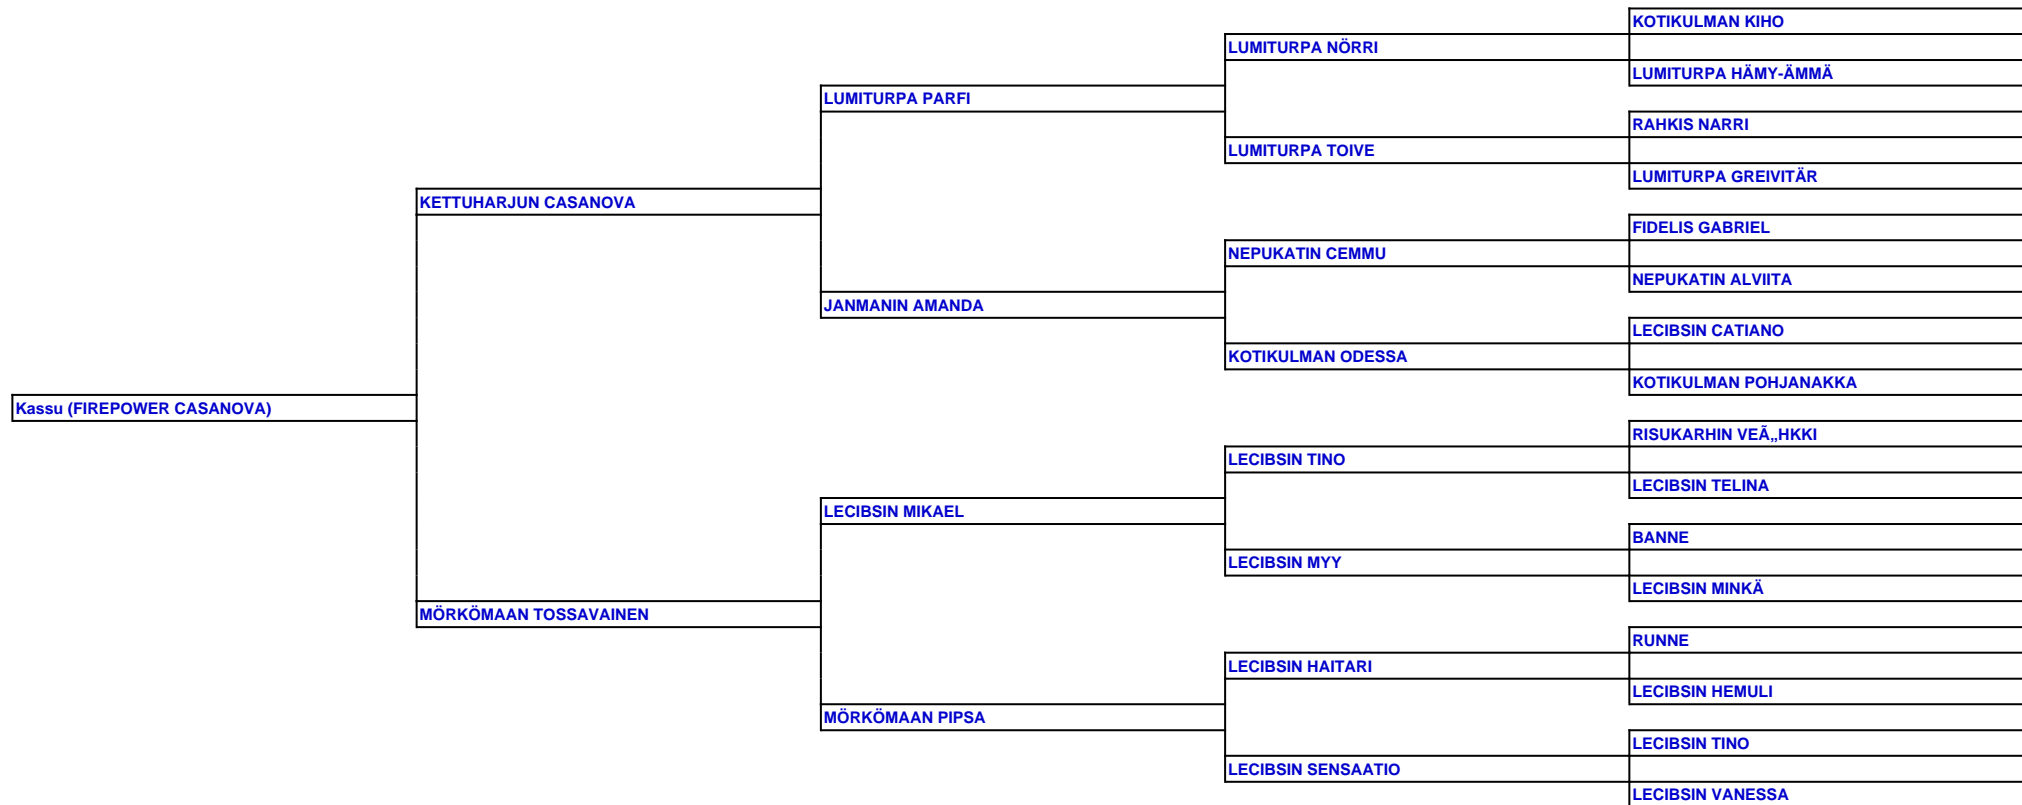 KOTIKULMAN KIHO
LUMITURPA NÖRRI
LUMITURPA HÄMY-ÄMMÄ
LUMITURPA PARFI
RAHKIS NARRI
LUMITURPA TOIVE
LUMITURPA GREIVITÄR
KETTUHARJUN CASANOVA
FIDELIS GABRIEL
NEPUKATIN CEMMU
NEPUKATIN ALVIITA
JANMANIN AMANDA
LECIBSIN CATIANO
KOTIKULMAN ODESSA
KOTIKULMAN POHJANAKKA
Kassu (FIREPOWER CASANOVA)
RISUKARHIN VEÃ„HKKI
LECIBSIN TINO
LECIBSIN TELINA
LECIBSIN MIKAEL
BANNE
LECIBSIN MYY
LECIBSIN MINKÄ
MÖRKÖMAAN TOSSAVAINEN
RUNNE
LECIBSIN HAITARI
LECIBSIN HEMULI
MÖRKÖMAAN PIPSA
LECIBSIN TINO
LECIBSIN SENSAATIO
LECIBSIN VANESSA